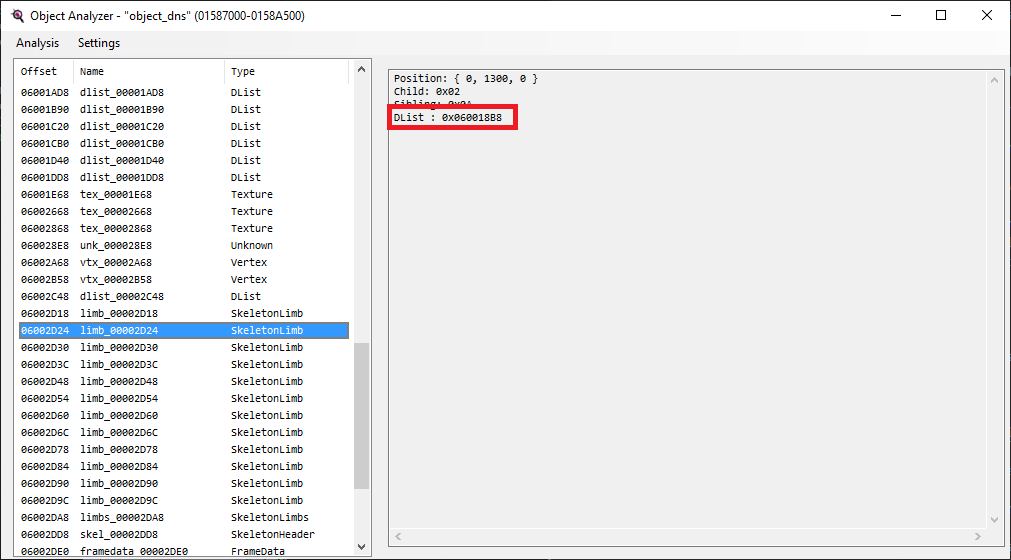 Object Analyzer - "object_dns" (01587000-0158A500)
Analysis Settings
Offset Name Type
06001AD8 dlist_00001AD8 DList
06001B90 dlist_00001B90 DList
06001C20 dlist_00001C20 DList
06001CB0 dlist_00001CB0 DList
06001D40 dlist_00001D40 DList
06001DD8 dlist_00001DD8 DList
06001E68 tex_00001E68 Texture
06002668 tex_00002668 Texture
06002868 tex_00002868 Texture
060028E8 unk_000028E8 Unknown
06002A68 vtx_00002A68 Vertex
06002B58 vtx_00002B58 Vertex
06002C48 dlist_00002C48 DList
06002D18 limb_00002D18 SkeletonLimb
06002D24 limb_00002D24 SkeletonLimb
06002D30 limb_00002D30 SkeletonLimb
06002D3C limb_00002D3C SkeletonLimb
06002D48 limb_00002D48 SkeletonLimb
06002D54 limb_00002D54 SkeletonLimb
06002D60 limb_00002D60 SkeletonLimb
06002D6C limb_00002D6C SkeletonLimb
06002D78 limb_00002D78 SkeletonLimb
06002D84 limb_00002D84 SkeletonLimb
06002D90 limb_00002D90 SkeletonLimb
06002D9C limb_00002D9C SkeletonLimb
06002DA8 limbs_00002DA8 SkeletonLimbs
06002DD8 skel_00002DD8 SkeletonHeader
06002DE0 framedata_00002DE0 FrameData
Position: { 0, 1300, 0 }
Child: 0x02
Sibling: 0x0A
DList : 0x060018B8